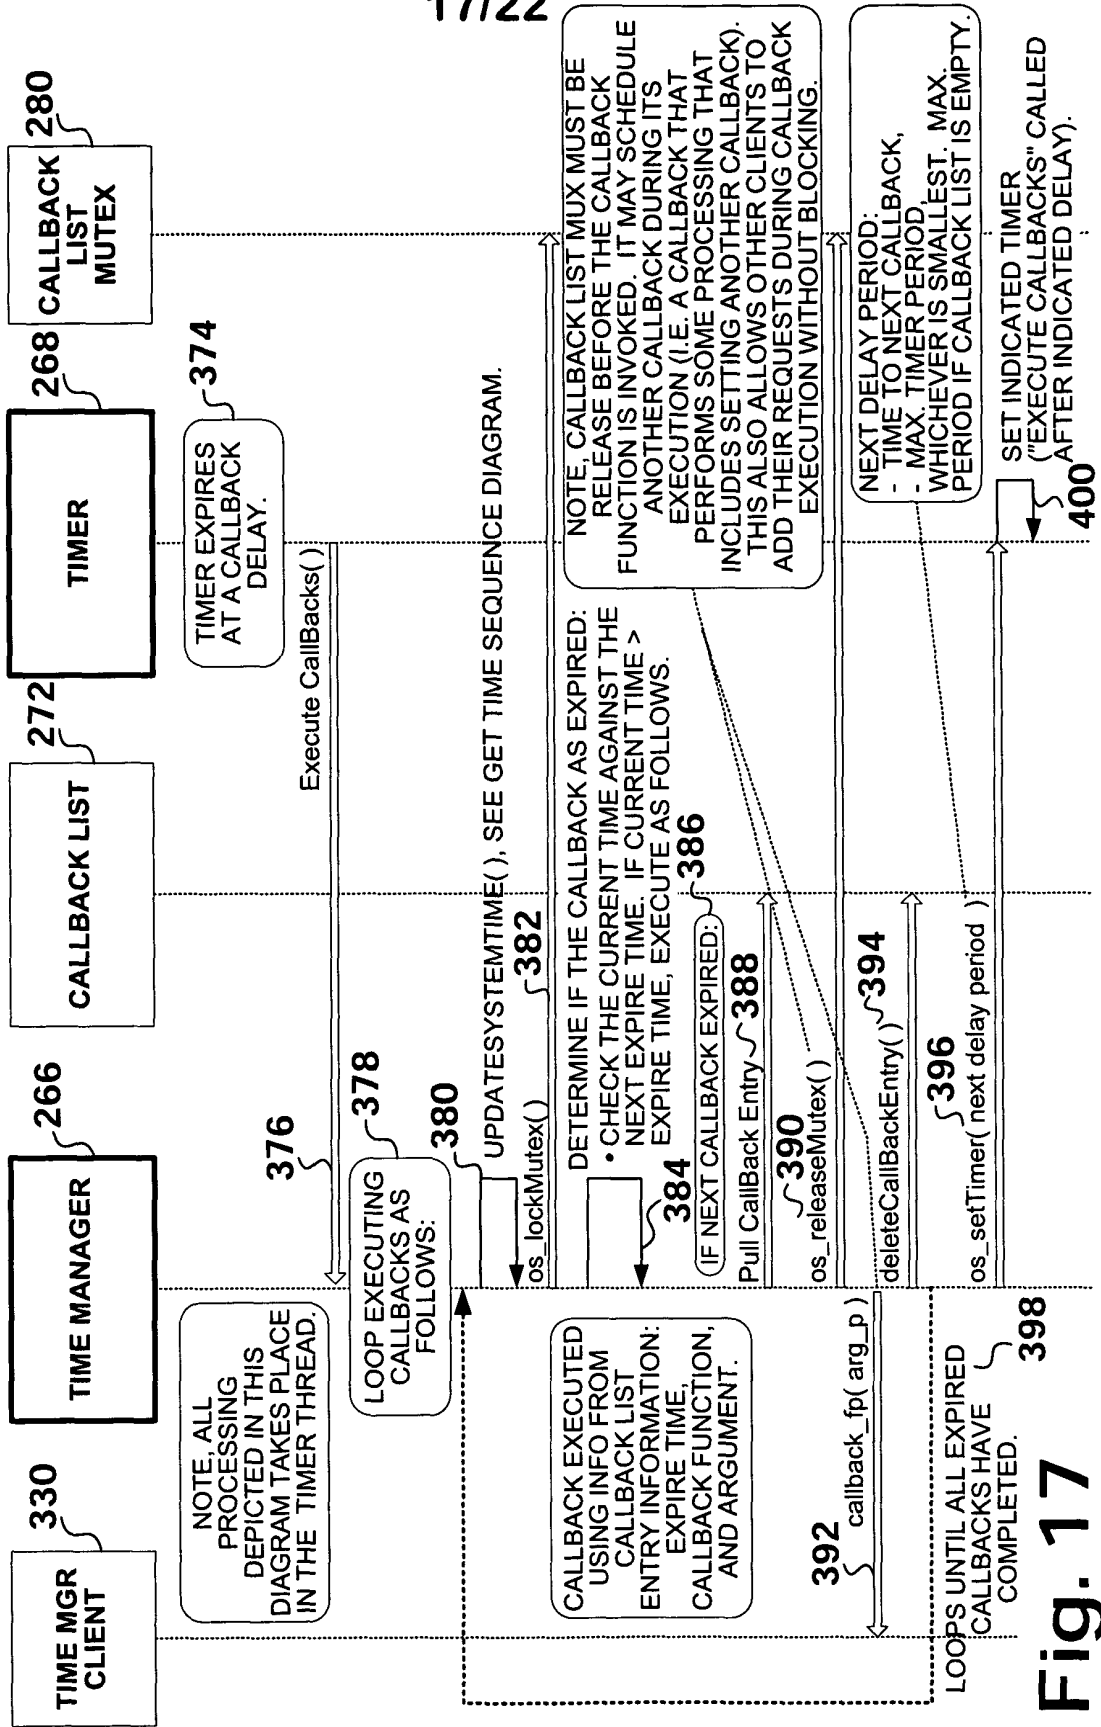 17/22
TIME MGR
CLIENT
330
TIME MANAGER
266
CALLBACK LIST
272
TIMER
268
CALLBACK
LIST
MUTEX
280
NOTE, ALL
PROCESSING
DEPICTED IN THIS
DIAGRAM TAKES PLACE
IN THE TIMER THREAD.
TIMER EXPIRES
AT A CALLBACK
DELAY.
374
376
Execute CallBacks( )
LOOP EXECUTING
CALLBACKS AS
FOLLOWS:
378
380
UPDATESYSTEMTIME( ), SEE GET TIME SEQUENCE DIAGRAM.
os_lockMutex( )
382
DETERMINE IF THE CALLBACK AS EXPIRED:
• CHECK THE CURRENT TIME AGAINST THE
NEXT EXPIRE TIME. IF CURRENT TIME >
EXPIRE TIME, EXECUTE AS FOLLOWS.
384
NOTE, CALLBACK LIST MUX MUST BE
RELEASE BEFORE THE CALLBACK
FUNCTION IS INVOKED. IT MAY SCHEDULE
ANOTHER CALLBACK DURING ITS
EXECUTION (I.E. A CALLBACK THAT
PERFORMS SOME PROCESSING THAT
INCLUDES SETTING ANOTHER CALLBACK).
THIS ALSO ALLOWS OTHER CLIENTS TO
ADD THEIR REQUESTS DURING CALLBACK
EXECUTION WITHOUT BLOCKING.
CALLBACK EXECUTED
USING INFO FROM
CALLBACK LIST
ENTRY INFORMATION:
EXPIRE TIME,
CALLBACK FUNCTION,
AND ARGUMENT.
IF NEXT CALLBACK EXPIRED:
386
Pull CallBack Entry
388
390
os_releaseMutex( )
392
callback_fp( arg_p )
deleteCallBackEntry( )
394
NEXT DELAY PERIOD:
- TIME TO NEXT CALLBACK,
- MAX. TIMER PERIOD,
WHICHEVER IS SMALLEST. MAX.
PERIOD IF CALLBACK LIST IS EMPTY.
396
os_setTimer( next delay period )
LOOPS UNTIL ALL EXPIRED
CALLBACKS HAVE
COMPLETED.
398
SET INDICATED TIMER
("EXECUTE CALLBACKS" CALLED
AFTER INDICATED DELAY).
400
Fig. 17